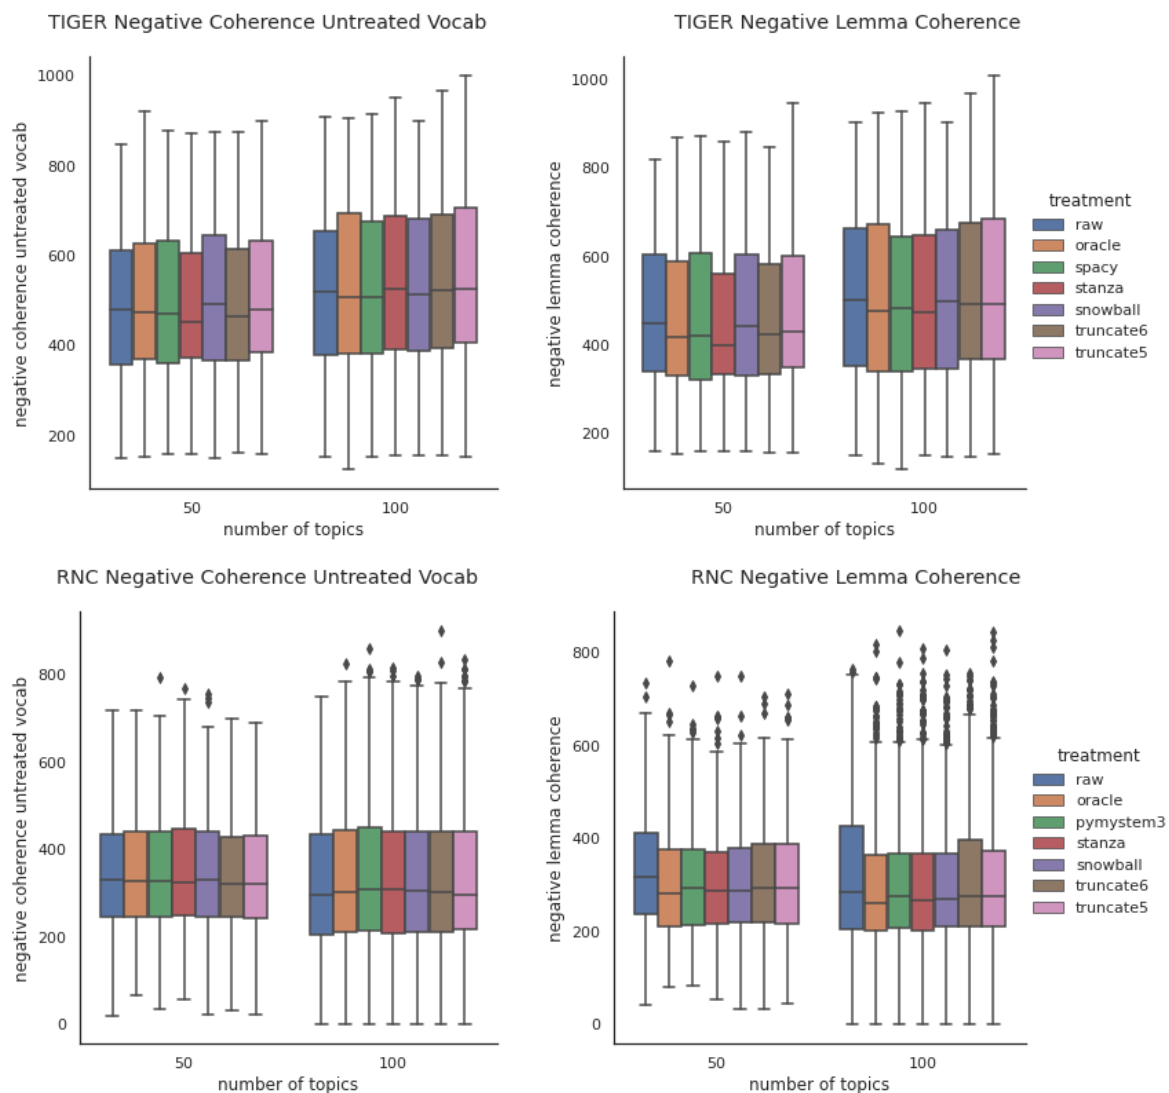 TIGER Negative Coherence Untreated Vocab
negative coherence untreated vocab
1000
800
600
400
200
50
100
number of topics
TIGER Negative Lemma Coherence
negative lemma coherence
1000
800
600
400
200
50
100
number of topics
treatment
raw
oracle
spacy
stanza
snowball
truncate6
truncate5
RNC Negative Coherence Untreated Vocab
negative coherence untreated vocab
800
600
400
200
0
50
100
number of topics
RNC Negative Lemma Coherence
negative lemma coherence
800
600
400
200
0
50
100
number of topics
treatment
raw
oracle
pymystem3
stanza
snowball
truncate6
truncate5